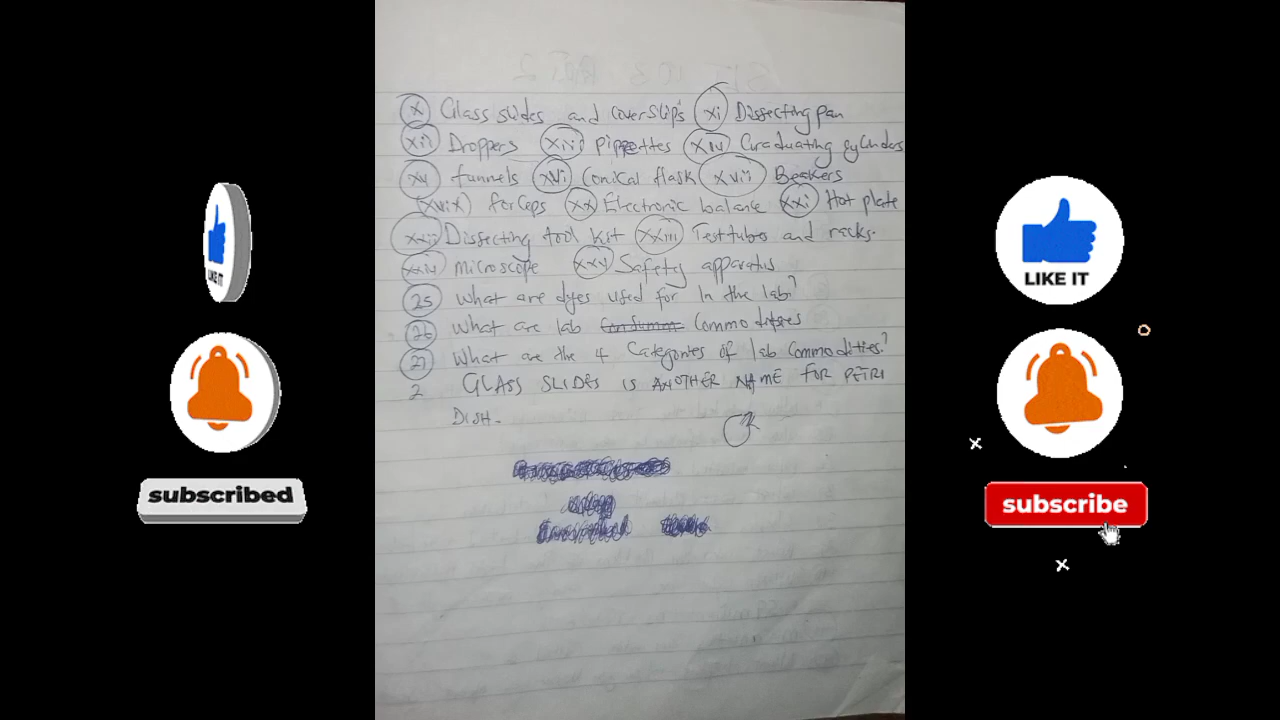 x Glass slides and coverslips xi Dissecting pan
xii Droppers xiii Pippettes xiv Graduating cylinders
xv funnels xvi Conical flask xvii Beakers
xvix forceps xx Electronic balance xxi Hot plate
xxii Dissecting tool kit xxiii Test tubes and racks.
xxiv microscope xxv Safety apparatus
25 What are dyes used for in the lab?
26 What are lab commodities
27 What are the 4 Categories of lab commodities?
2 GLASS SLIDES IS ANOTHER NAME FOR PETRI
DISH.
LIKE IT
subscribed
LIKE IT
subscribe